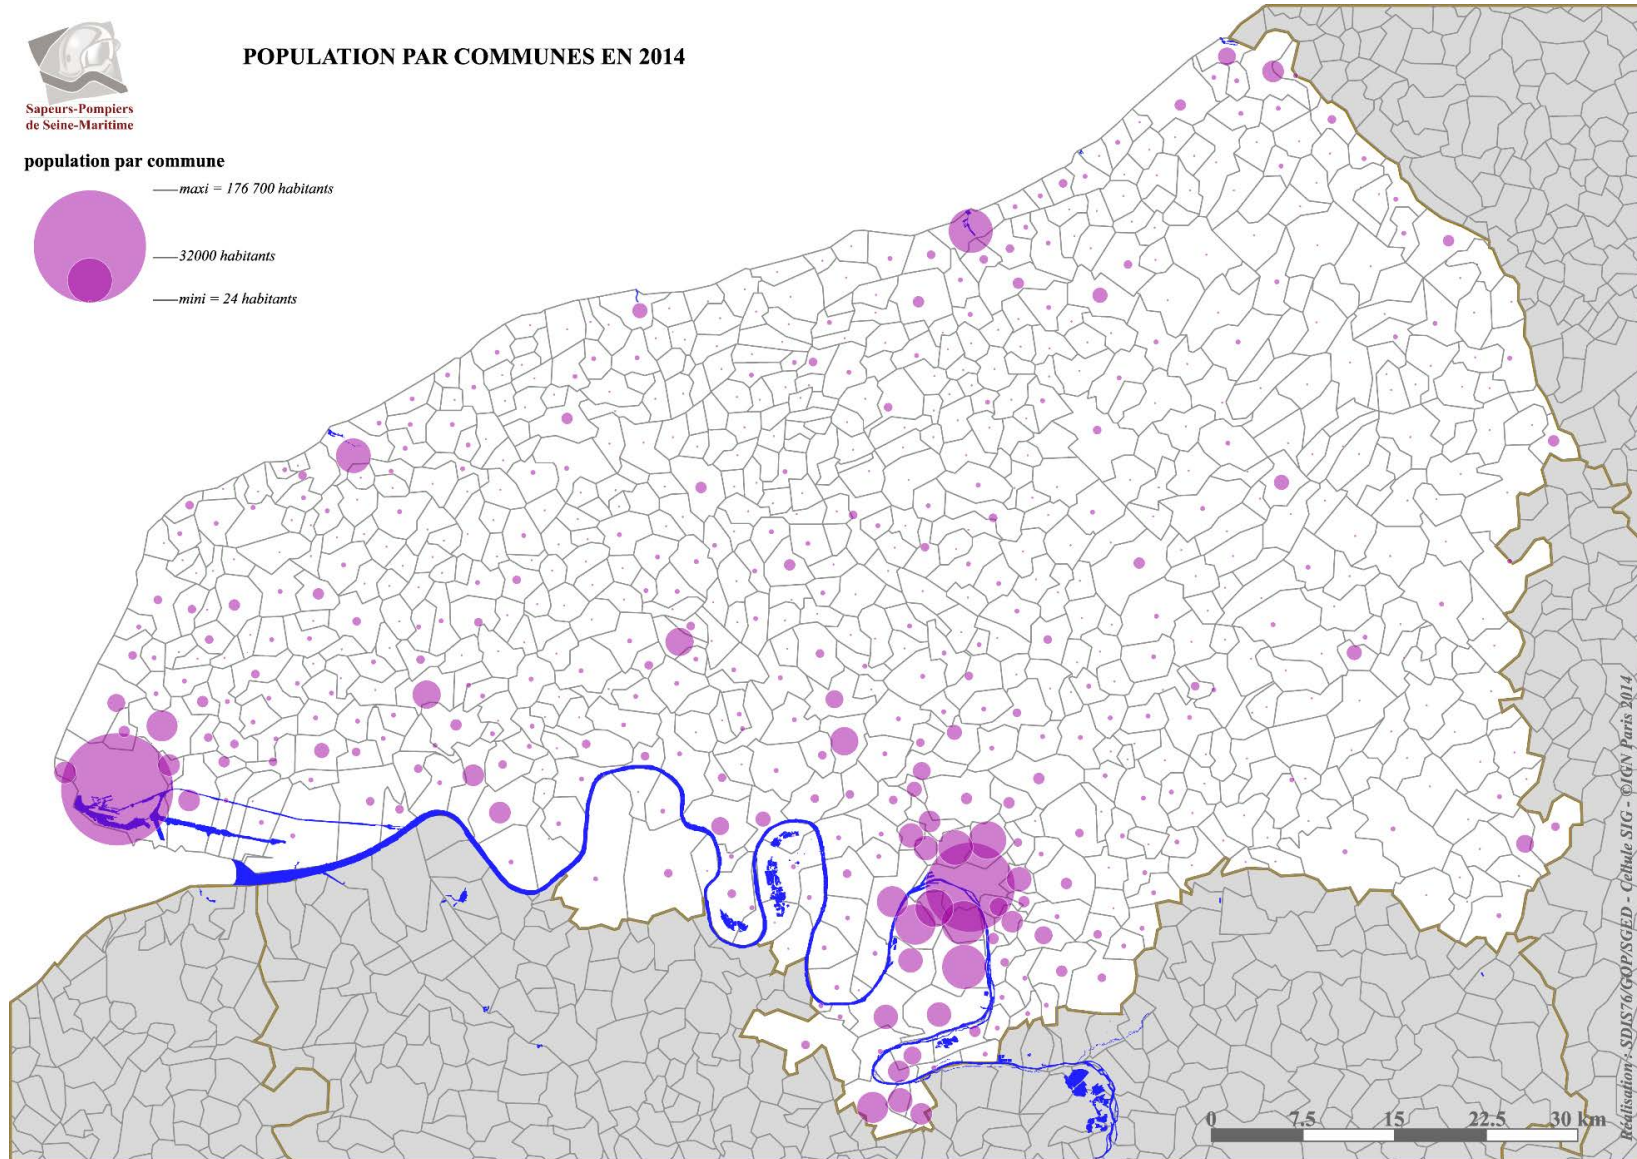 POPULATION PAR COMMUNES EN 2014
Sapeurs-Pompiers
de Seine-Maritime
population par commune
maxi = 176 700 habitants
32000 habitants
mini = 24 habitants
0 7.5 15 22.5 30 km
Réalisation : SDIS76/GOP/SGED - Cellule SIG - ©IGN Paris 2014